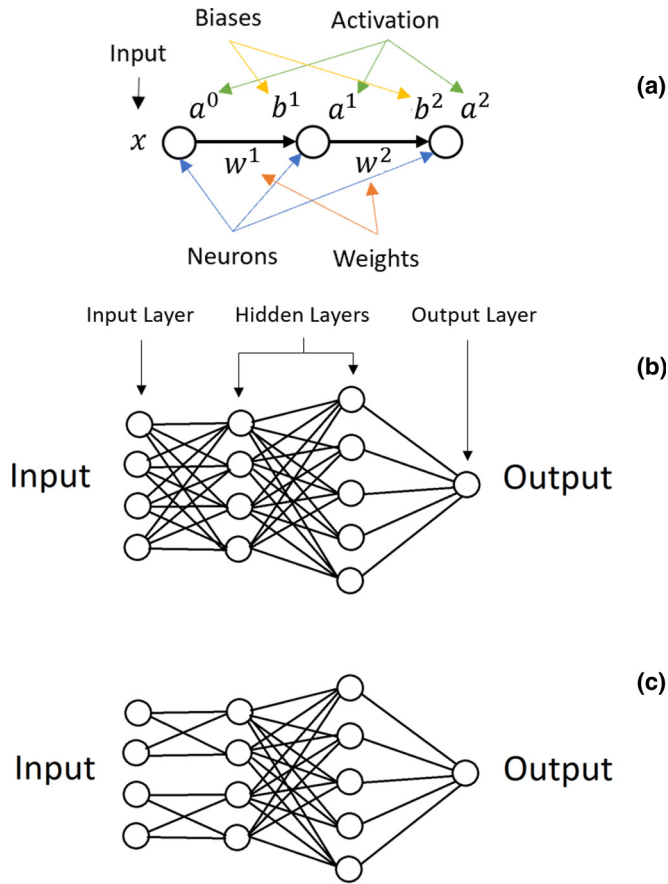 Biases Activation
Input
(a)
a⁰ b¹ a¹ b² a²
x
w¹ w²
Neurons Weights
Input Layer Hidden Layers Output Layer
(b)
Input Output
(c)
Input Output